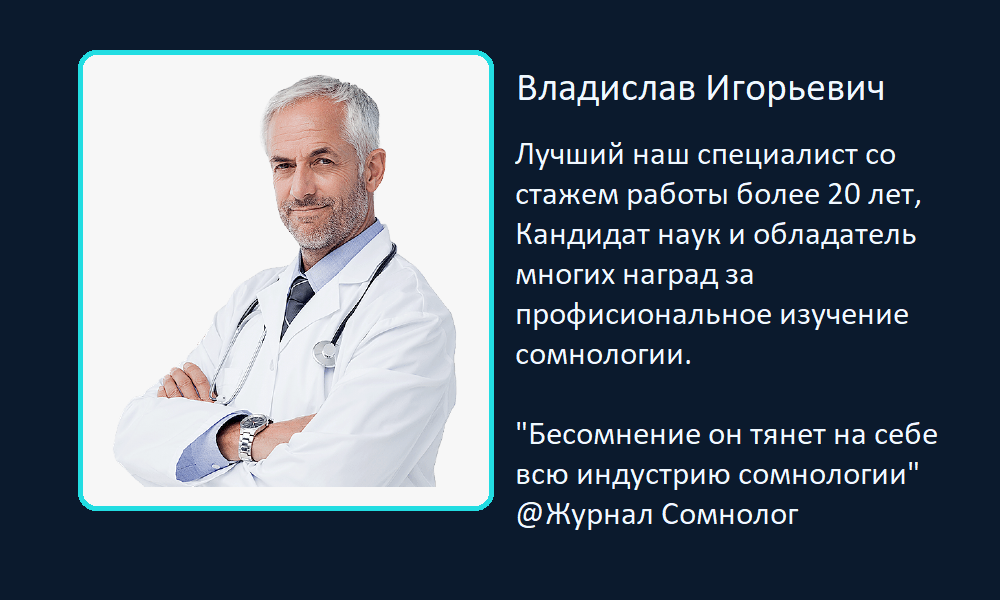 Владислав Игорьевич
Лучший наш специалист со
стажем работы более 20 лет,
Кандидат наук и обладатель
многих наград за
профисиональное изучение
сомнологии.
"Бесомнение он тянет на себе
всю индустрию сомнологии"
@Журнал Сомнолог